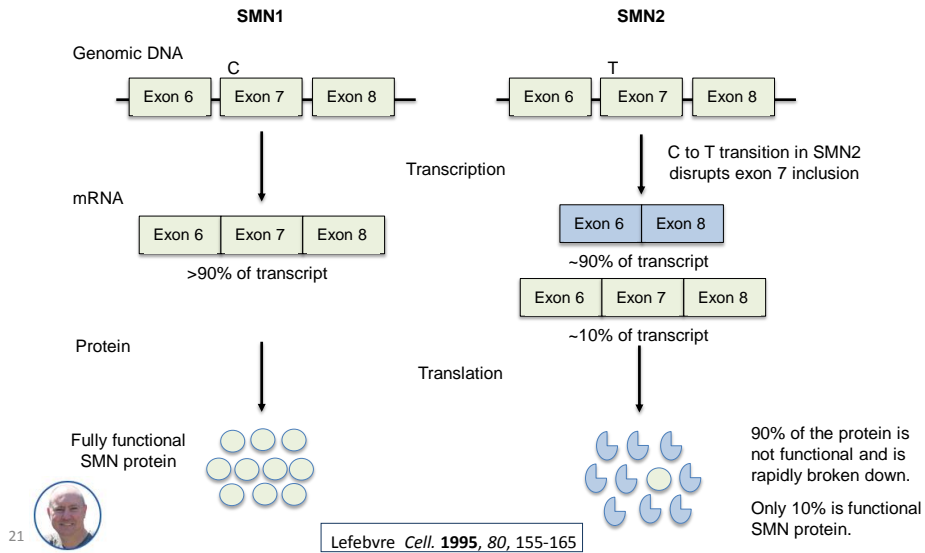 SMN1
SMN2
Genomic DNA
C
T
Exon 6 Exon 7 Exon 8
Exon 6 Exon 7 Exon 8
Transcription
C to T transition in SMN2
disrupts exon 7 inclusion
mRNA
Exon 6 Exon 7 Exon 8
>90% of transcript
Exon 6 Exon 8
~90% of transcript
Exon 6 Exon 7 Exon 8
~10% of transcript
Protein
Translation
Fully functional
SMN protein
90% of the protein is
not functional and is
rapidly broken down.
Only 10% is functional
SMN protein.
21
Lefebvre Cell. 1995, 80, 155-165